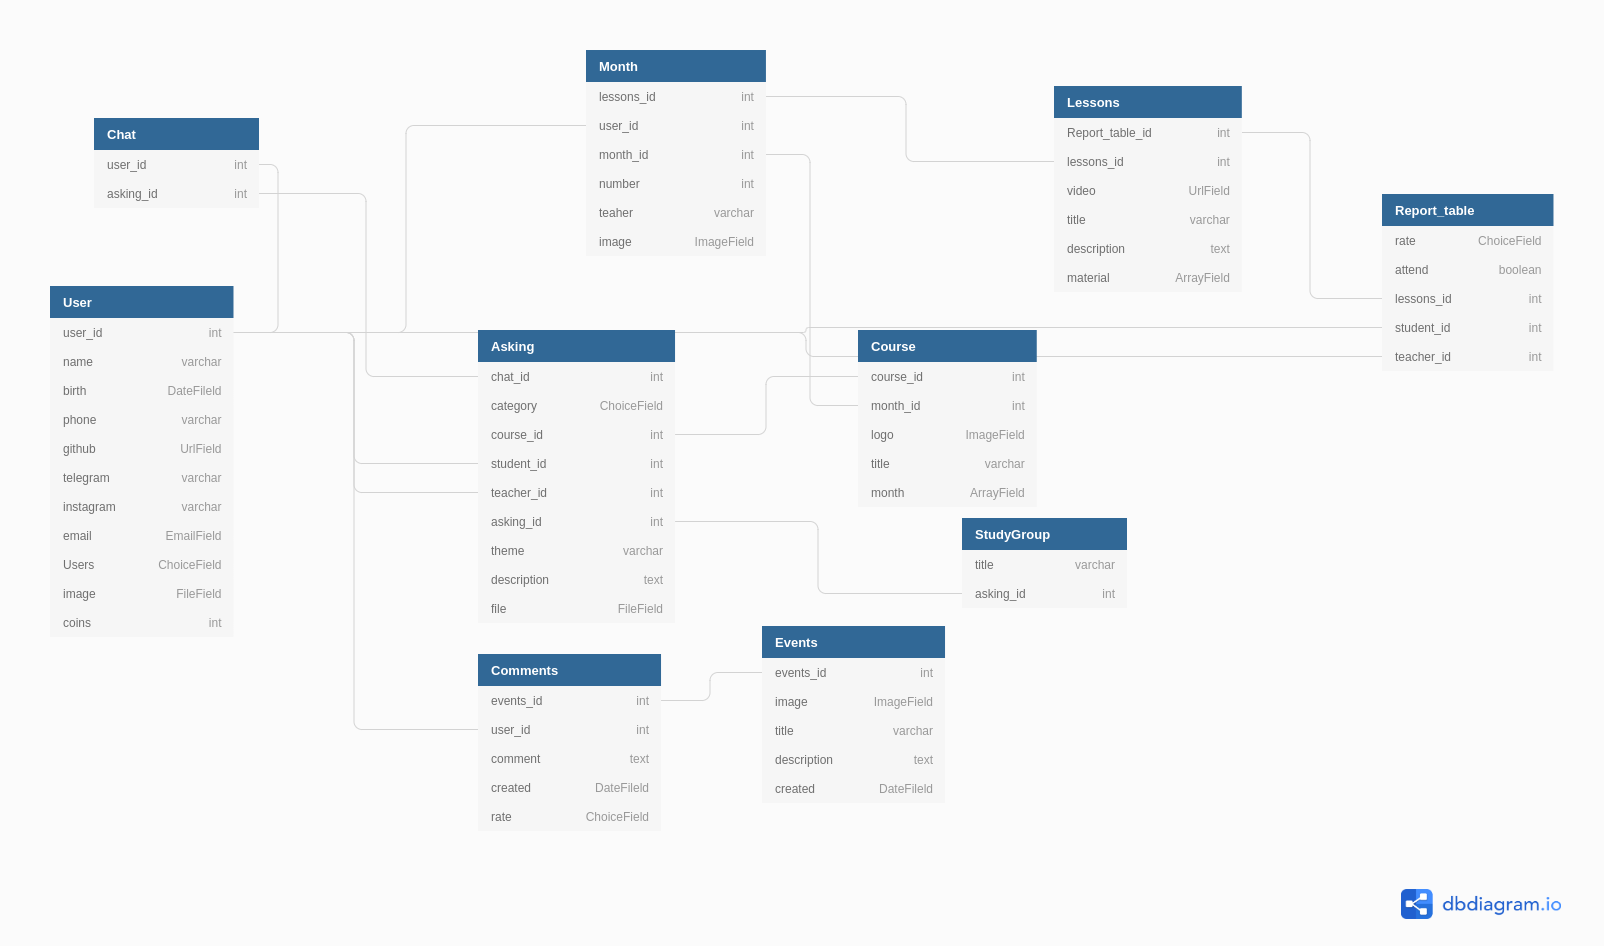 Month
lessons_id int
user_id int
month_id int
number int
teaher varchar
image ImageField
Lessons
Report_table_id int
lessons_id int
video UrlField
title varchar
description text
material ArrayField
Chat
user_id int
asking_id int
Report_table
rate ChoiceField
attend boolean
lessons_id int
student_id int
teacher_id int
User
user_id int
name varchar
birth DateFileld
phone varchar
github UrlField
telegram varchar
instagram varchar
email EmailField
Users ChoiceField
image FileField
coins int
Asking
chat_id int
category ChoiceField
course_id int
student_id int
teacher_id int
asking_id int
theme varchar
description text
file FileField
Course
course_id int
month_id int
logo ImageField
title varchar
month ArrayField
StudyGroup
title varchar
asking_id int
Comments
events_id int
user_id int
comment text
created DateFileld
rate ChoiceField
Events
events_id int
image ImageField
title varchar
description text
created DateFileld
dbdiagram.io